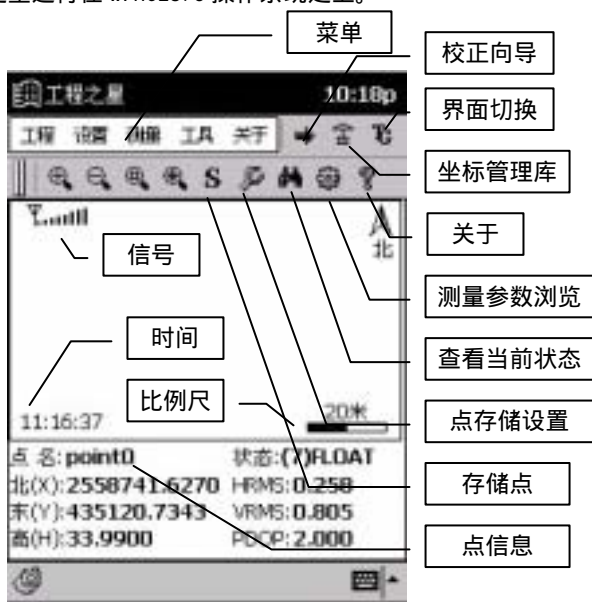 菜单
校正向导
工程之星 10:18p
界面切换
工程 设置 测量 工具 关于
坐标管理库
S
关于
信号
北
测量参数浏览
时间
查看当前状态
比例尺
11:16:37
20米
点存储设置
点 名:point0 状态:(7)FLOAT
北(X):2558741.6270 HRMS:0.258
存储点
东(Y):435120.7343 VRMS:0.805
高(H):33.9900 PDOP:2.000
点信息